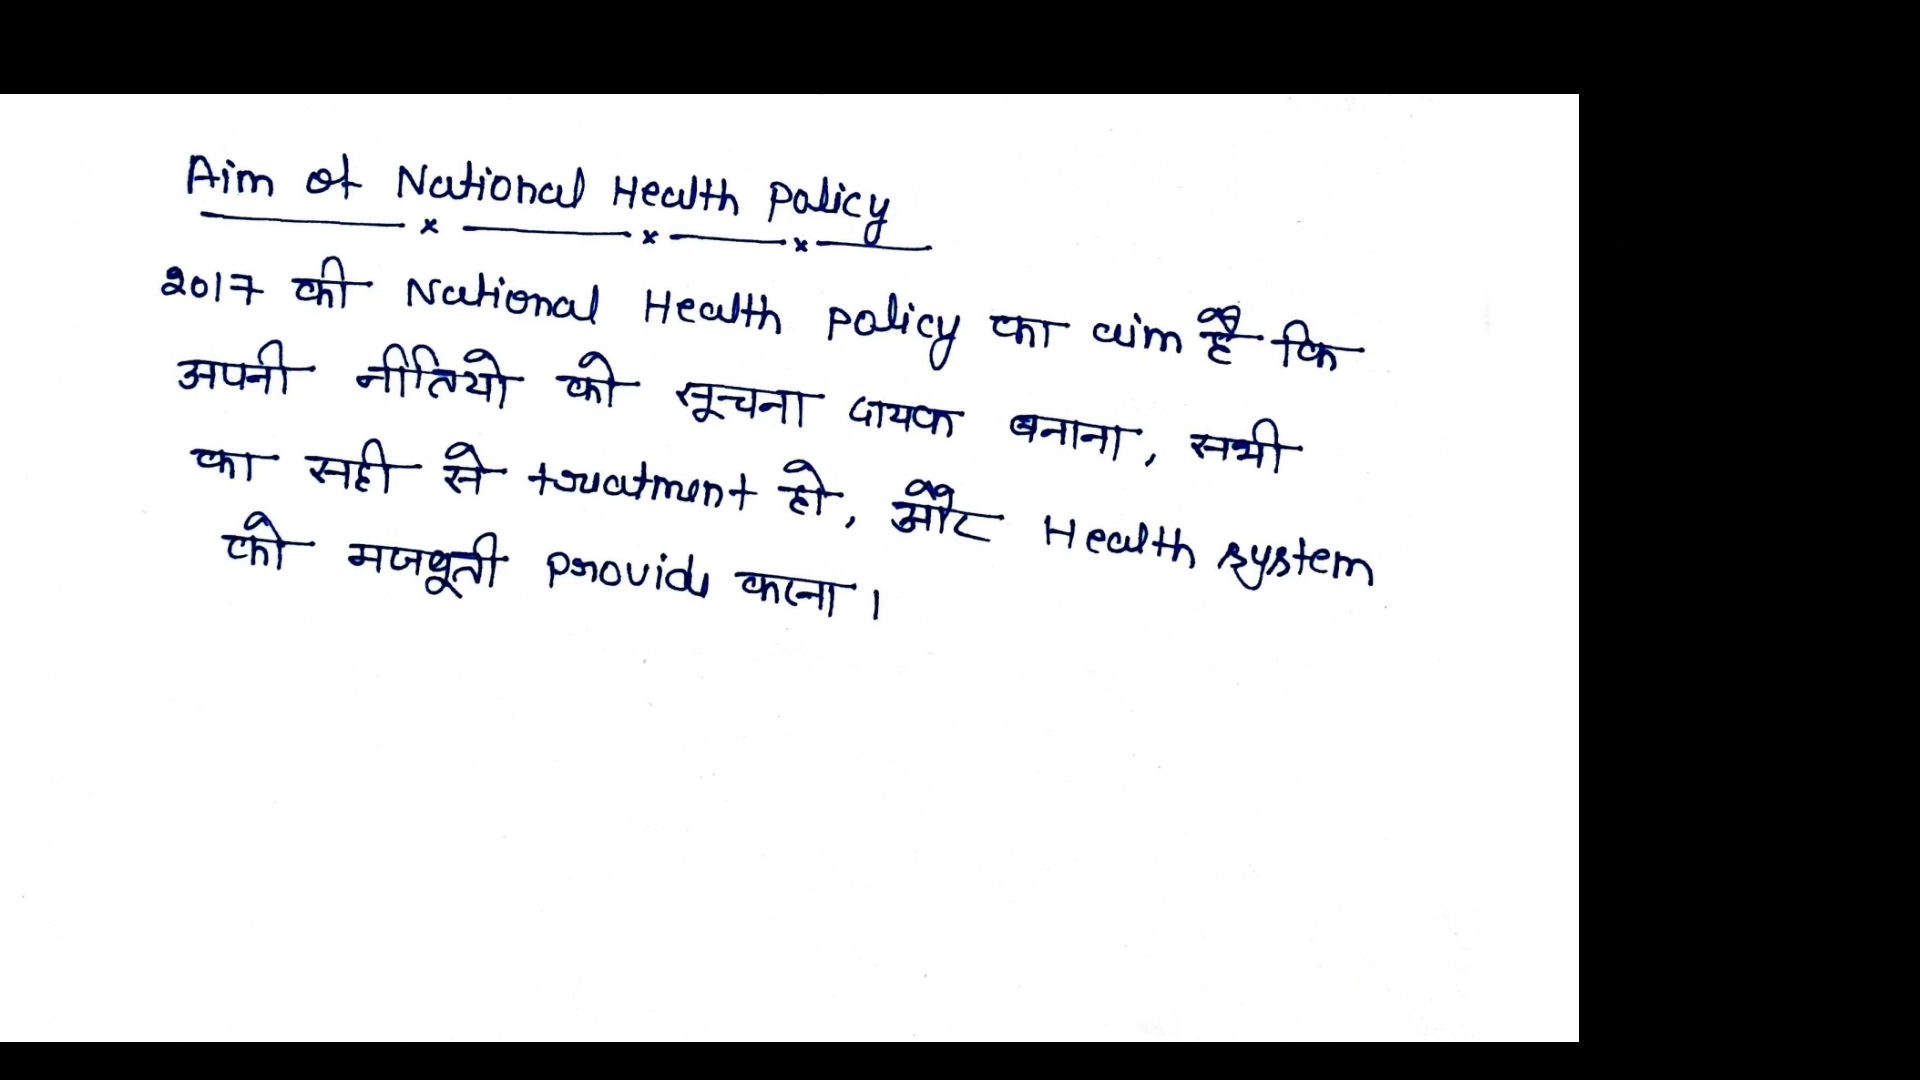 Aim of National Health Policy
2017 की National Health policy का aim है कि
अपनी नीतियो को सूचना दायक बनाना, सभी
का सही से treatment हो, और Health system
को मजबूती provide करना।